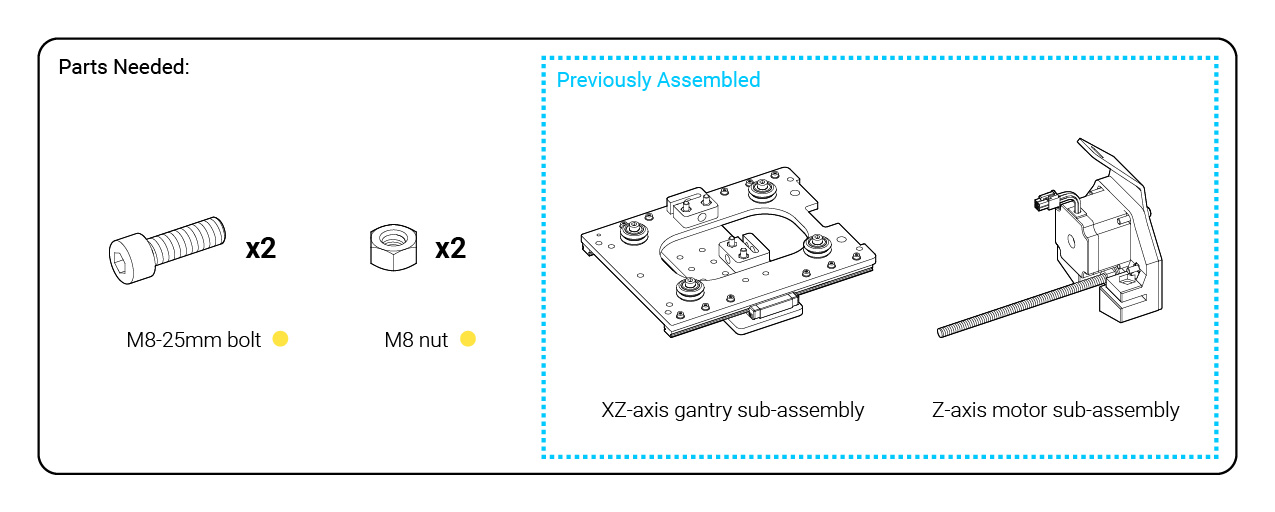 Parts Needed:
Previously Assembled
x2
x2
M8-25mm bolt
M8 nut
XZ-axis gantry sub-assembly
Z-axis motor sub-assembly